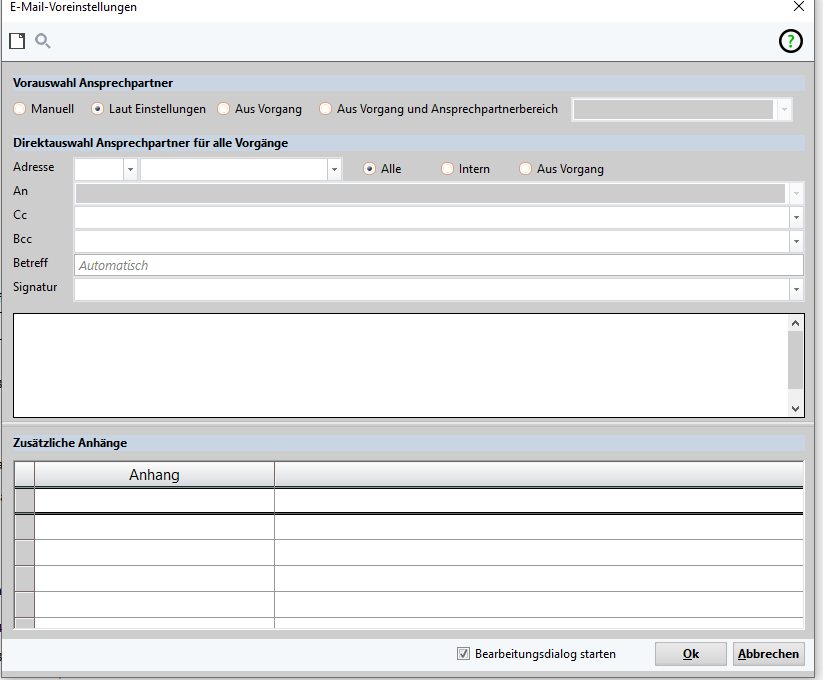 E-Mail-Voreinstellungen
?
Vorauswahl Ansprechpartner
Manuell Laut Einstellungen Aus Vorgang Aus Vorgang und Ansprechpartnerbereich
Direktauswahl Ansprechpartner für alle Vorgänge
Adresse Alle Intern Aus Vorgang
An
Cc
Bcc
Betreff Automatisch
Signatur
Zusätzliche Anhänge
Anhang
Bearbeitungsdialog starten Ok Abbrechen